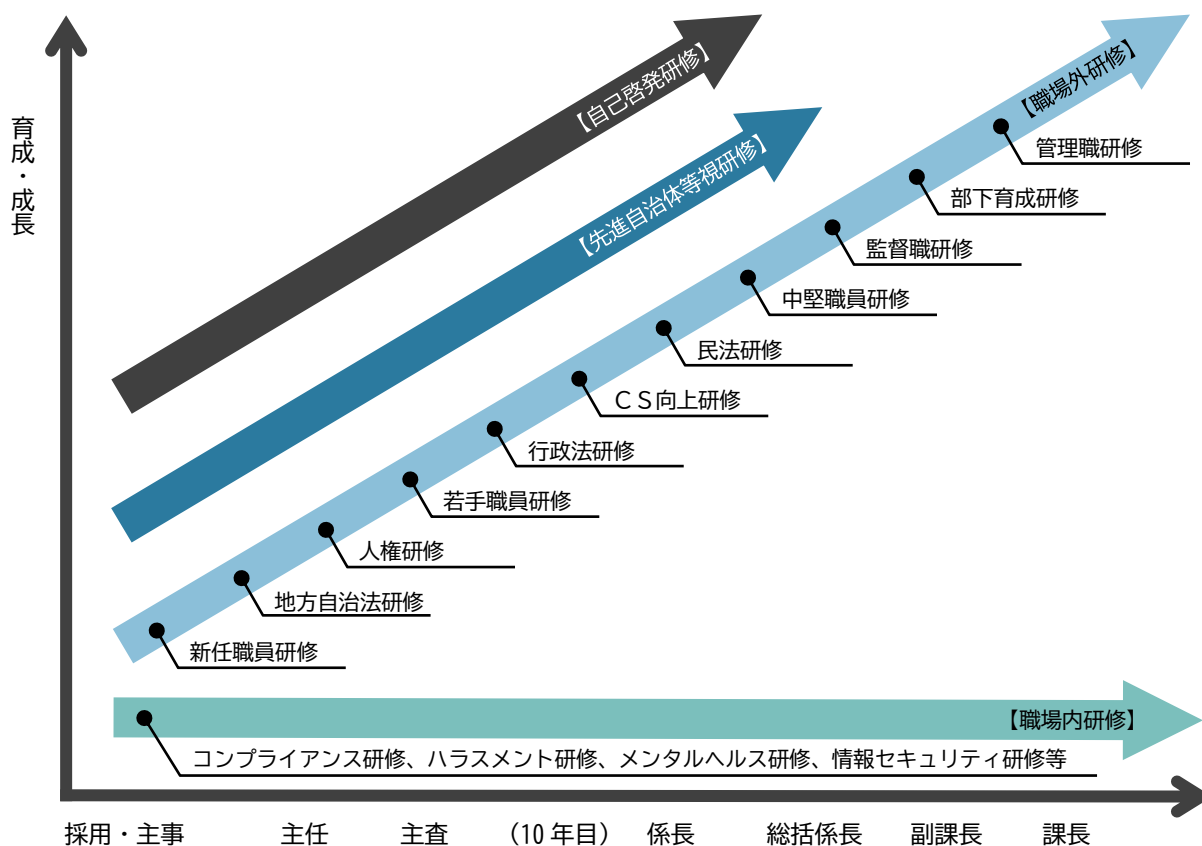 育成・成長
【自己啓発研修】
【先進自治体等視研修】
【職場外研修】
管理職研修
部下育成研修
監督職研修
中堅職員研修
民法研修
ＣＳ向上研修
行政法研修
若手職員研修
人権研修
地方自治法研修
新任職員研修
【職場内研修】
コンプライアンス研修、ハラスメント研修、メンタルヘルス研修、情報セキュリティ研修等
採用・主事 主任 主査 （10 年目） 係長 総括係長 副課長 課長